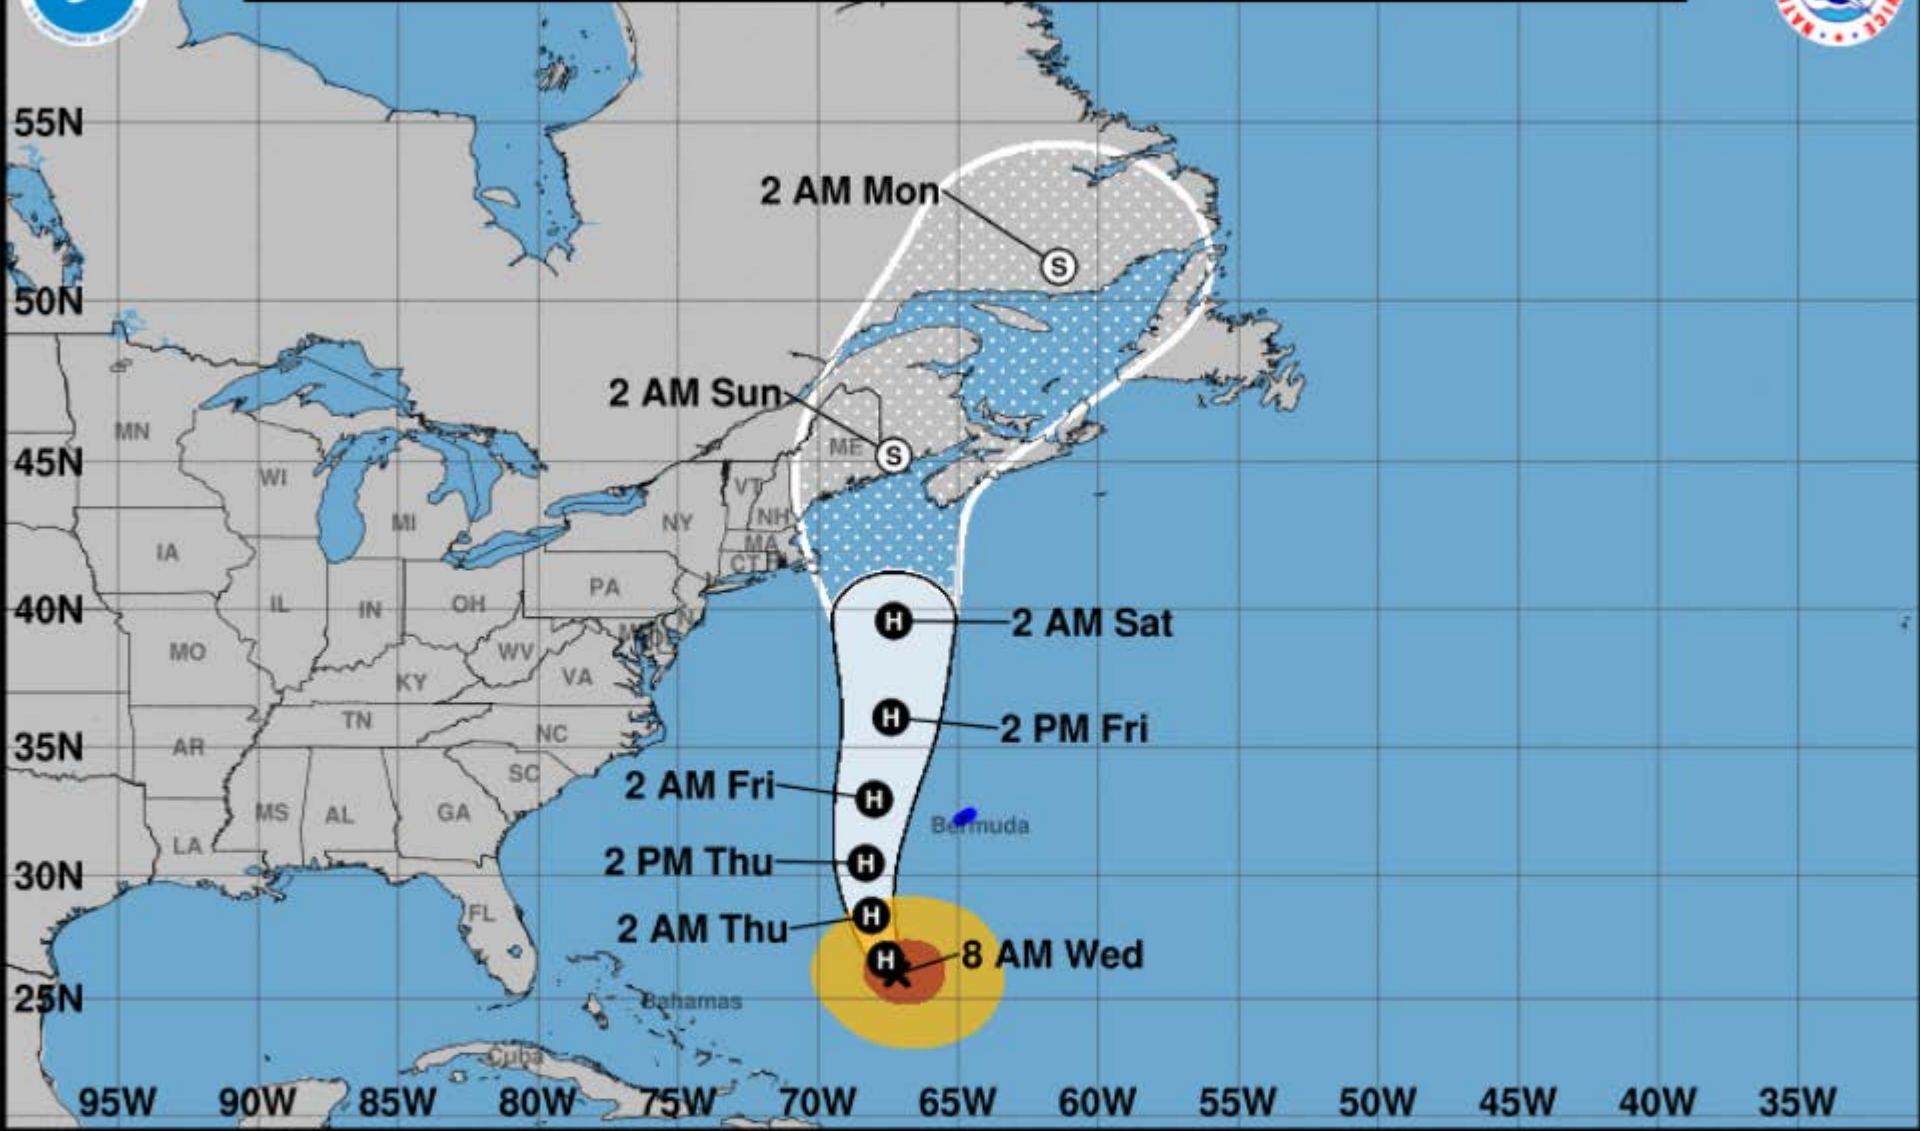 55N
2 AM Mon
S
50N
2 AM Sun
MN
ME
S
45N
WI
VT
MI
NY
NH
MA
IA
CT
PA
IL
IN
OH
40N
H
2 AM Sat
MO
WV
VA
KY
H
2 PM Fri
TN
NC
35N
AR
SC
2 AM Fri
H
MS
AL
GA
Bermuda
LA
2 PM Thu
H
30N
FL
H
2 AM Thu
H
8 AM Wed
25N
Bahamas
Cuba
95W 90W 85W 80W 75W 70W 65W 60W 55W 50W 45W 40W 35W